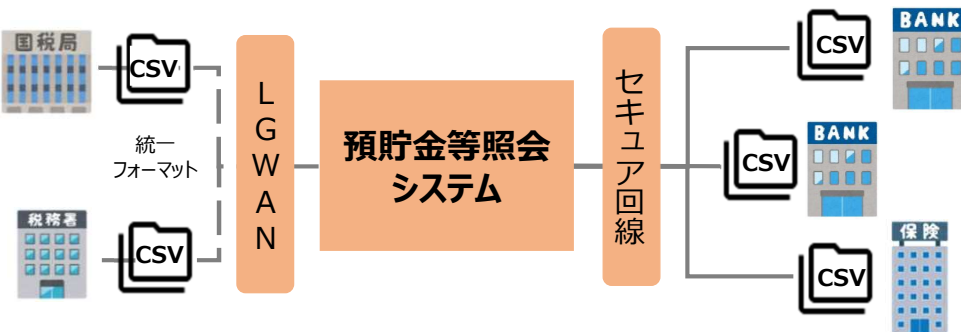 国税局
CSV
統一
フォーマット
税務署
CSV
LGWAN
預貯金等照会
システム
セキュア回線
CSV
BANK
CSV
BANK
CSV
保険